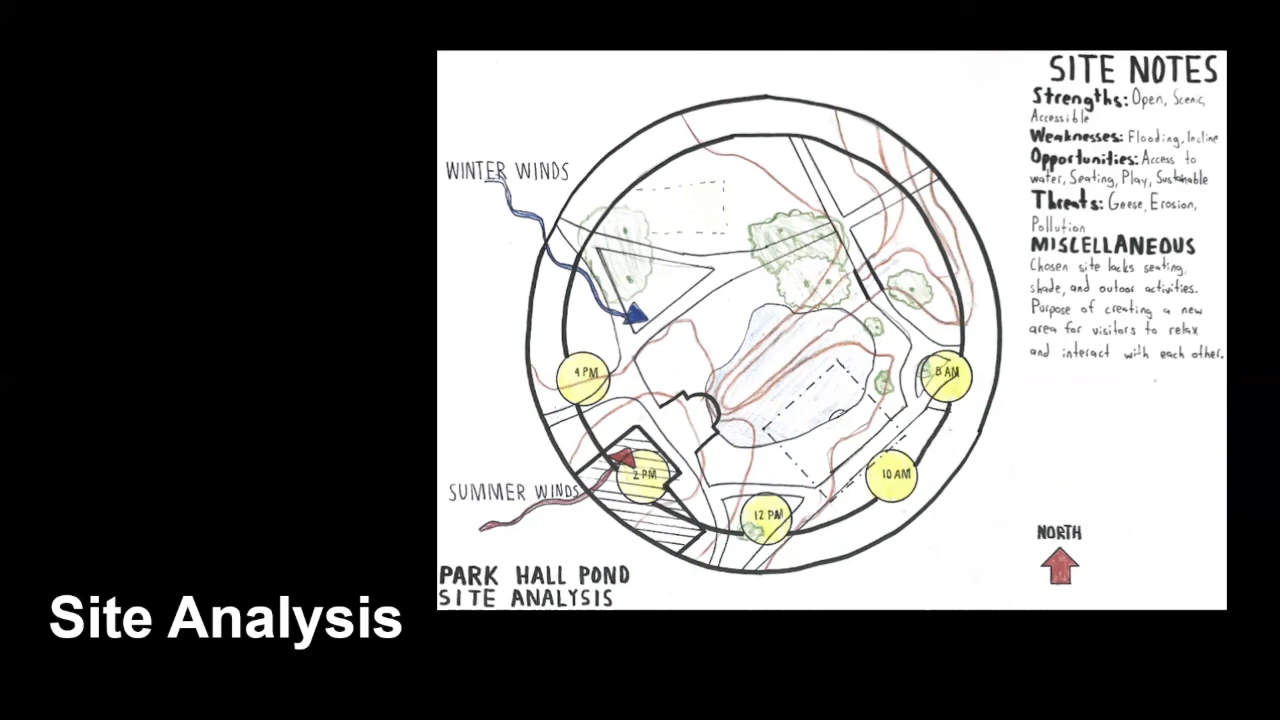 SITE NOTES
Strengths: Open, Scenic,
Accessible
Weaknesses: Flooding, Incline
Opportunities: Access to
water, Seating, Play, Sustainable
Threats: Geese, Erosion,
Pollution
MISCELLANEOUS
Chosen site lacks seating,
shade, and outoor activities.
Purpose of creating a new
area for visitors to relax
and interact with each other.
WINTER WINDS
4 PM
8 AM
2 PM
10 AM
SUMMER WINDS
12 PM
NORTH
PARK HALL POND
SITE ANALYSIS
Site Analysis